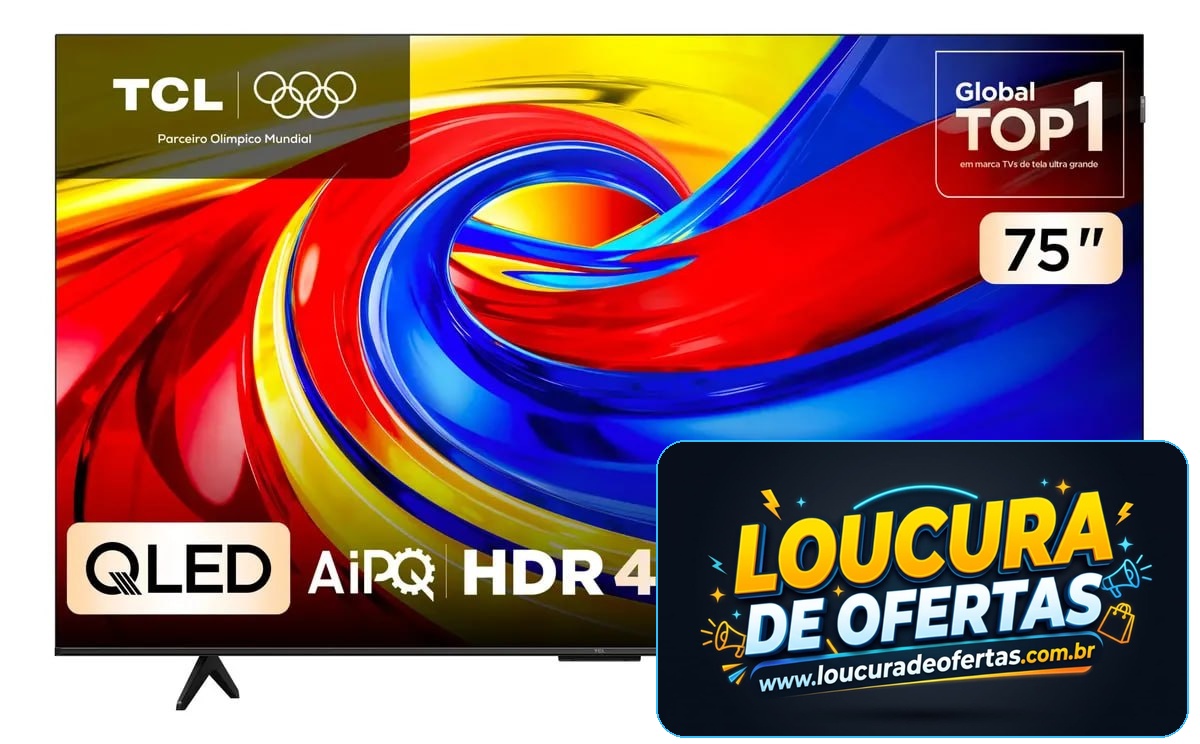 TCL
Parceiro Olímpico Mundial
Global
TOP1
em marca TVs de tela ultra grande
75"
QLED
AiPQ
HDR 4
TCL
LOUCURA
DE OFERTAS
www.loucuradeofertas.com.br